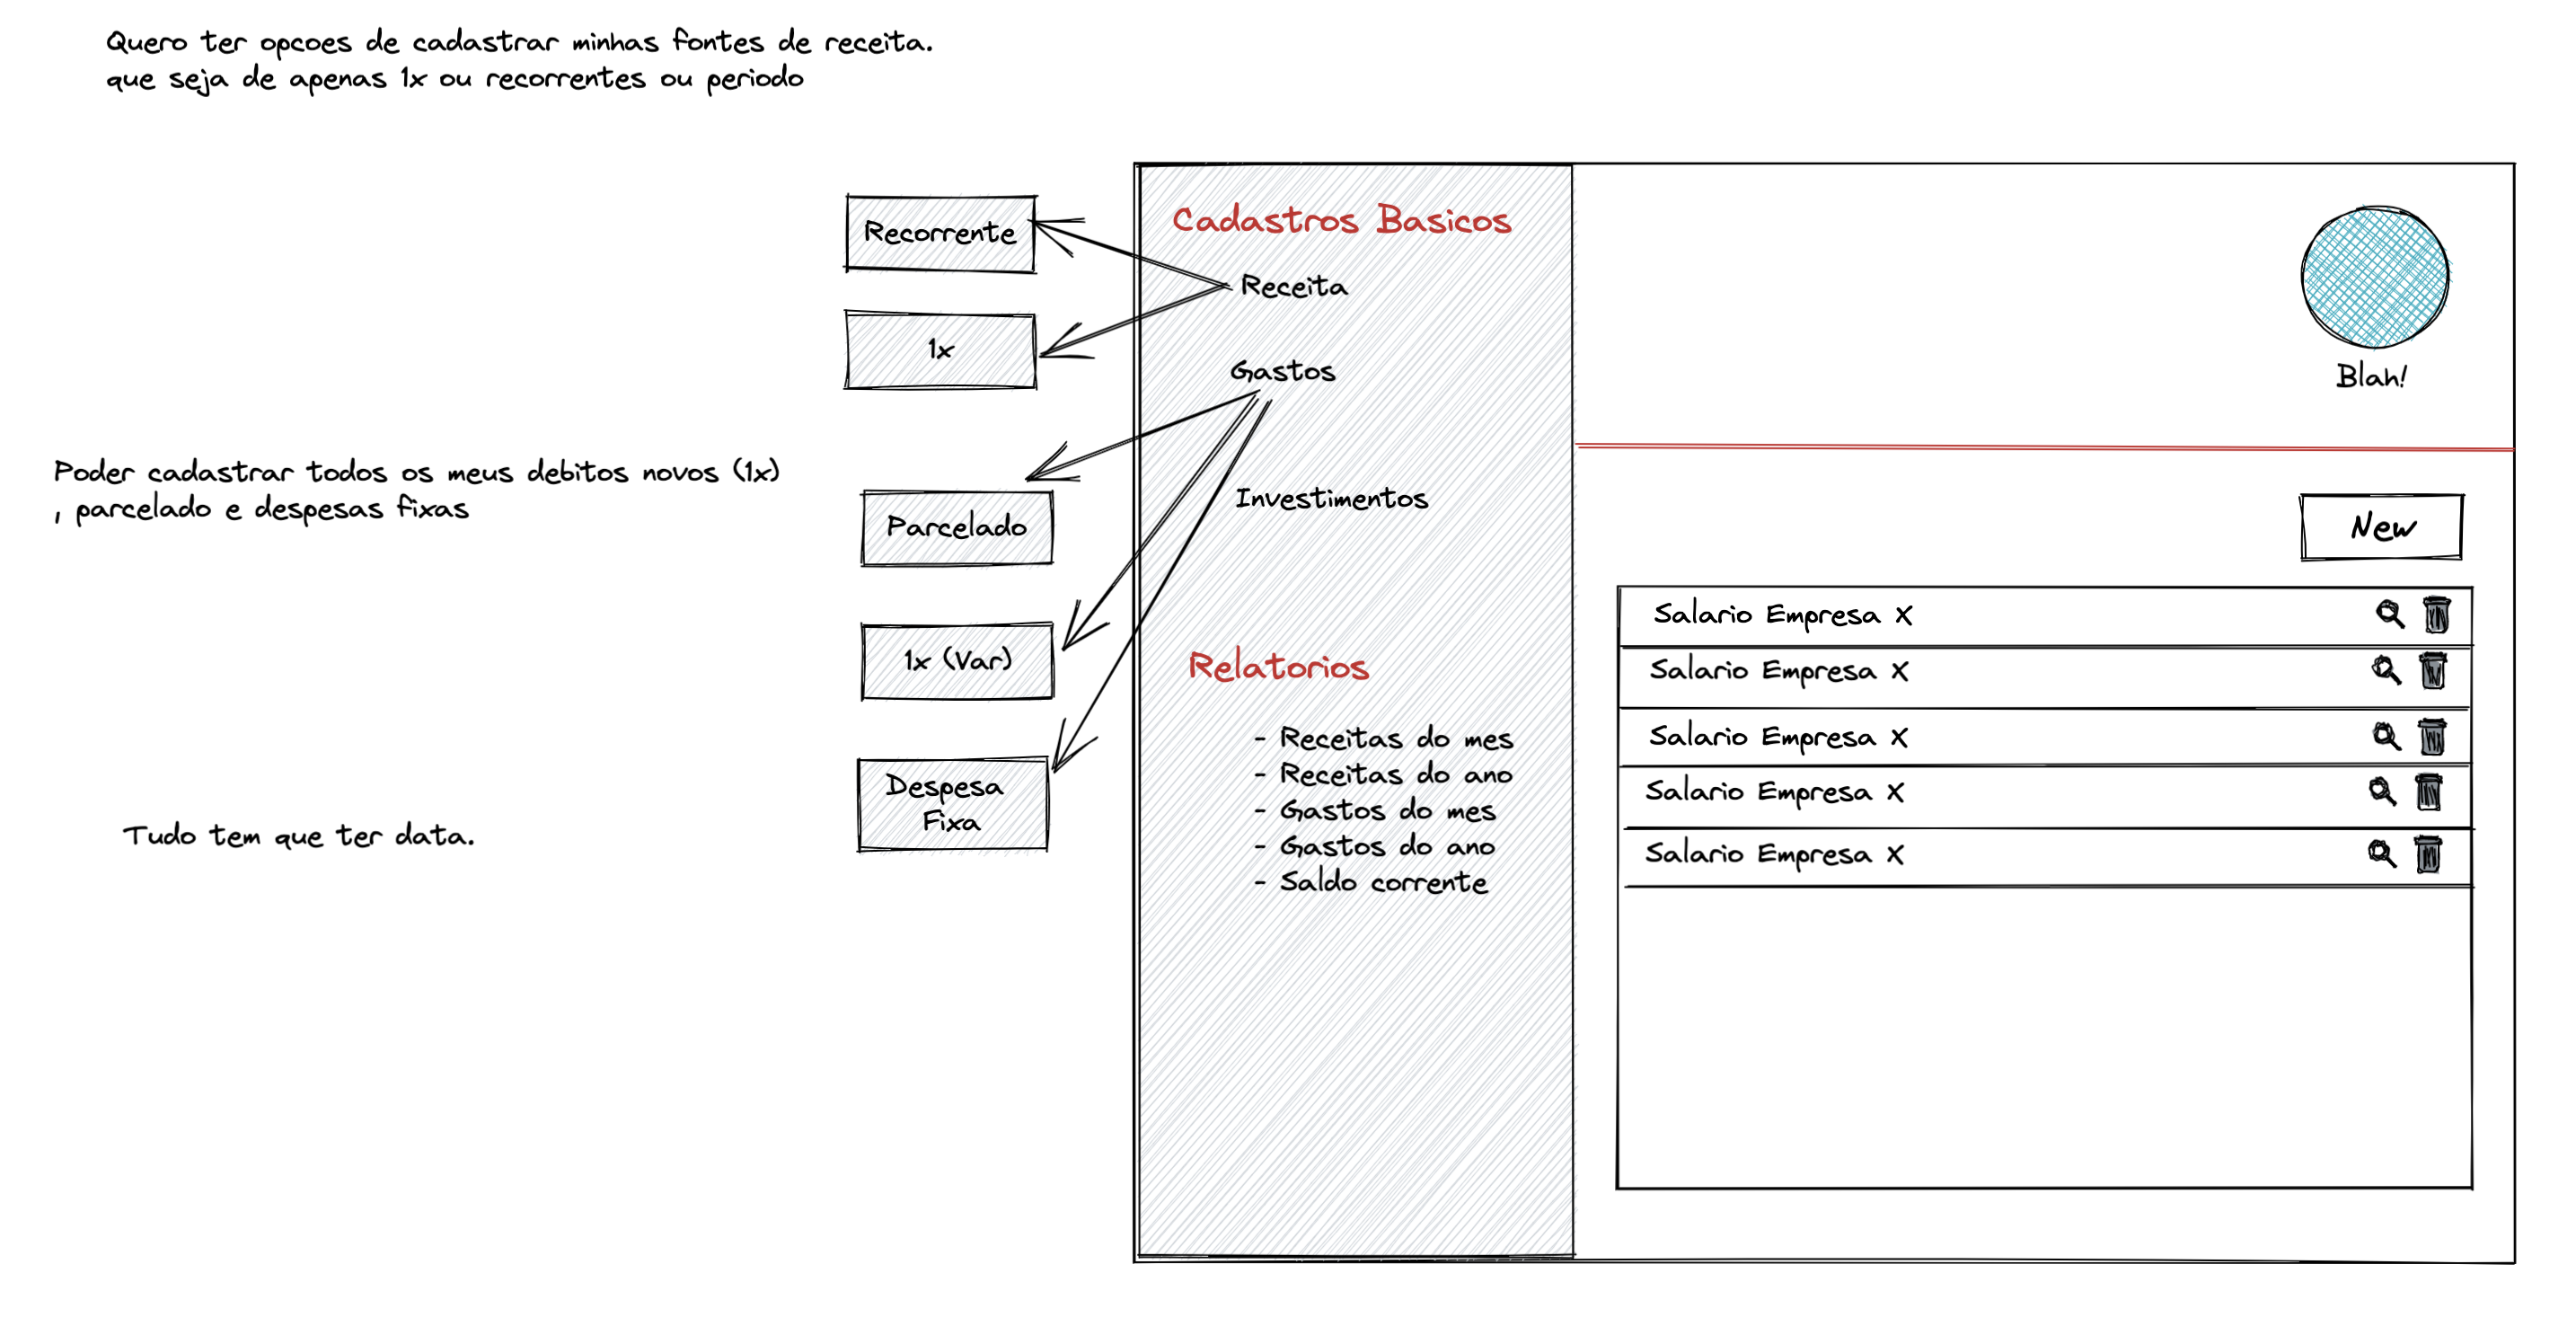 Quero ter opcoes de cadastrar minhas fontes de receita.
que seja de apenas 1x ou recorrentes ou periodo
Recorrente
1x
Poder cadastrar todos os meus debitos novos (1x)
, parcelado e despesas fixas
Parcelado
1x (Var)
Despesa
Fixa
Tudo tem que ter data.
Cadastros Basicos
Receita
Gastos
Investimentos
Relatorios
- Receitas do mes
- Receitas do ano
- Gastos do mes
- Gastos do ano
- Saldo corrente
Blah!
New
Salario Empresa X
Salario Empresa X
Salario Empresa X
Salario Empresa X
Salario Empresa X